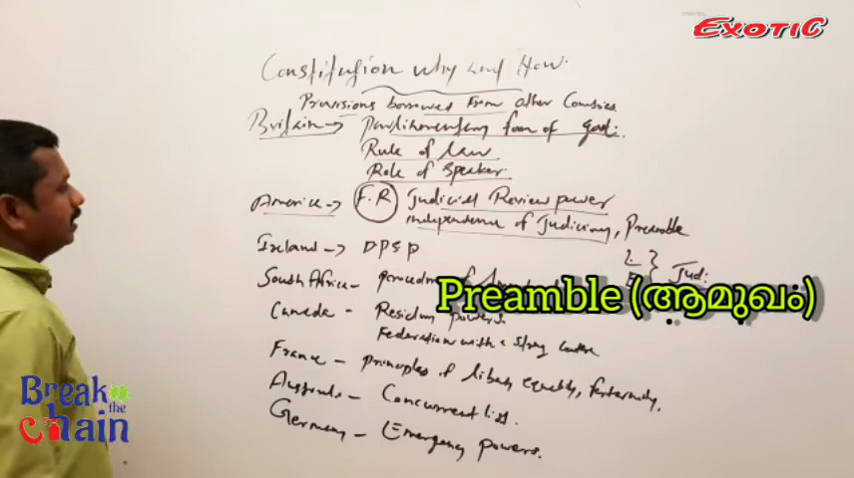 EXOTIC
Constitution Why and How.
Provisions borrowed From Other Countries
Britain → Parlitimentary form of govt.
Rule of law
Role of Speaker.
America → F.R Judicial Review power
independence of Judiciary, Preamble
Ireland → DPSP
L } Jud:
South Africa - procedure of
Preamble (ആമുഖം)
Canada - Residuary Powers.
Federation with a strong centre
France - principles of liberty equality, fraternity.
Australia - Concurrent list.
Germany - Emergency powers.
Break the chain